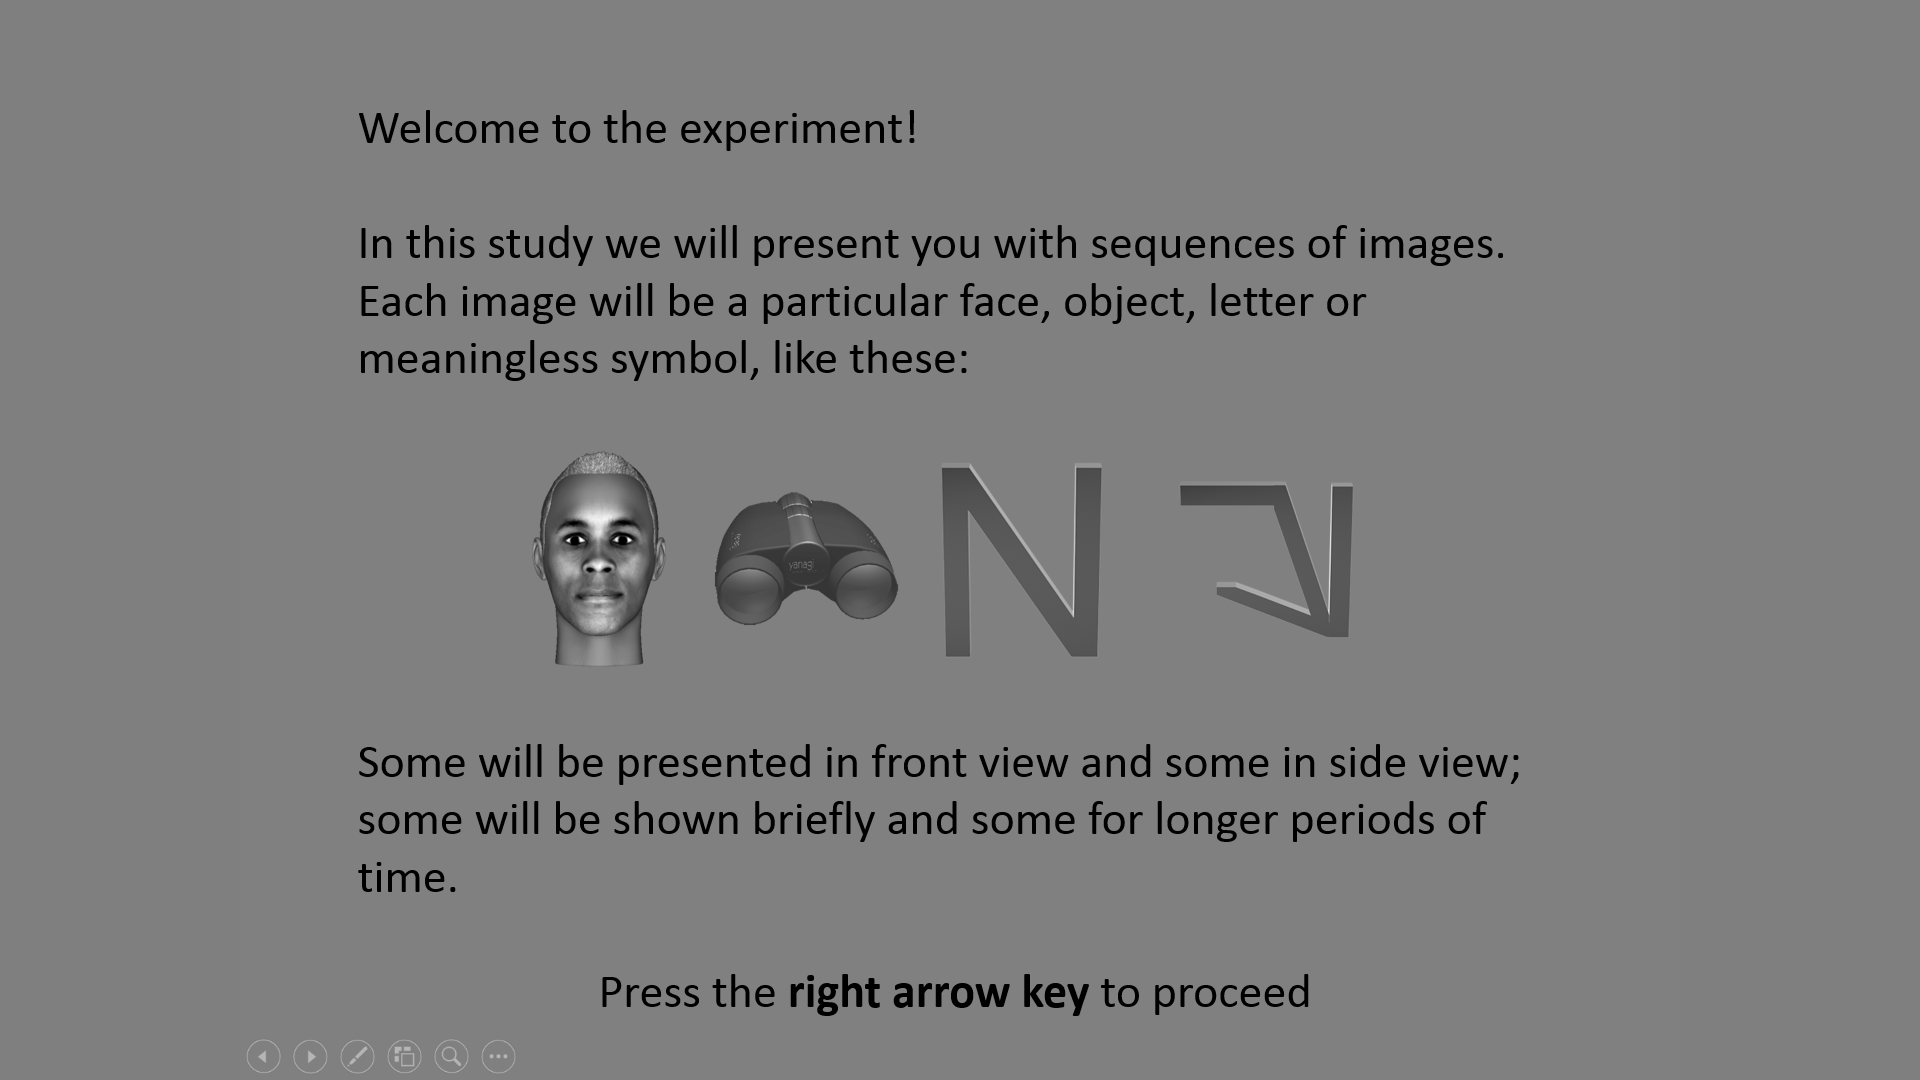 Welcome to the experiment!
In this study we will present you with sequences of images.
Each image will be a particular face, object, letter or
meaningless symbol, like these:
yanagi
N
Some will be presented in front view and some in side view;
some will be shown briefly and some for longer periods of
time.
Press the right arrow key to proceed